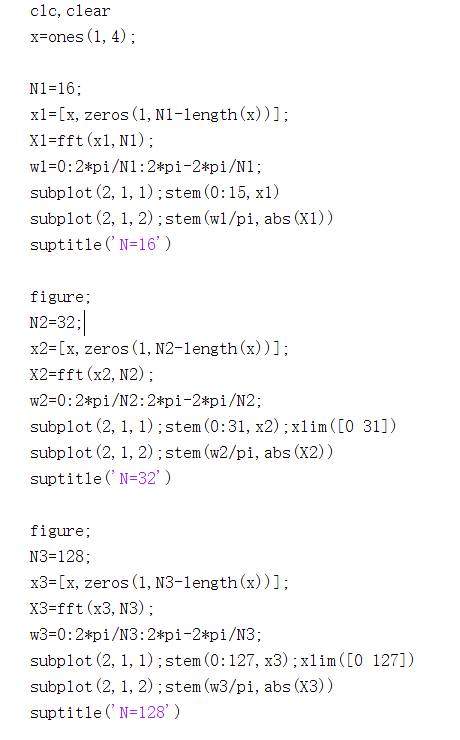 clc,clear
x=ones(1,4);
N1=16;
x1=[x,zeros(1,N1-length(x))];
X1=fft(x1,N1);
w1=0:2*pi/N1:2*pi-2*pi/N1;
subplot(2,1,1);stem(0:15,x1)
subplot(2,1,2);stem(w1/pi,abs(X1))
suptitle('N=16')
figure;
N2=32;
x2=[x,zeros(1,N2-length(x))];
X2=fft(x2,N2);
w2=0:2*pi/N2:2*pi-2*pi/N2;
subplot(2,1,1);stem(0:31,x2);xlim([0 31])
subplot(2,1,2);stem(w2/pi,abs(X2))
suptitle('N=32')
figure;
N3=128;
x3=[x,zeros(1,N3-length(x))];
X3=fft(x3,N3);
w3=0:2*pi/N3:2*pi-2*pi/N3;
subplot(2,1,1);stem(0:127,x3);xlim([0 127])
subplot(2,1,2);stem(w3/pi,abs(X3))
suptitle('N=128')